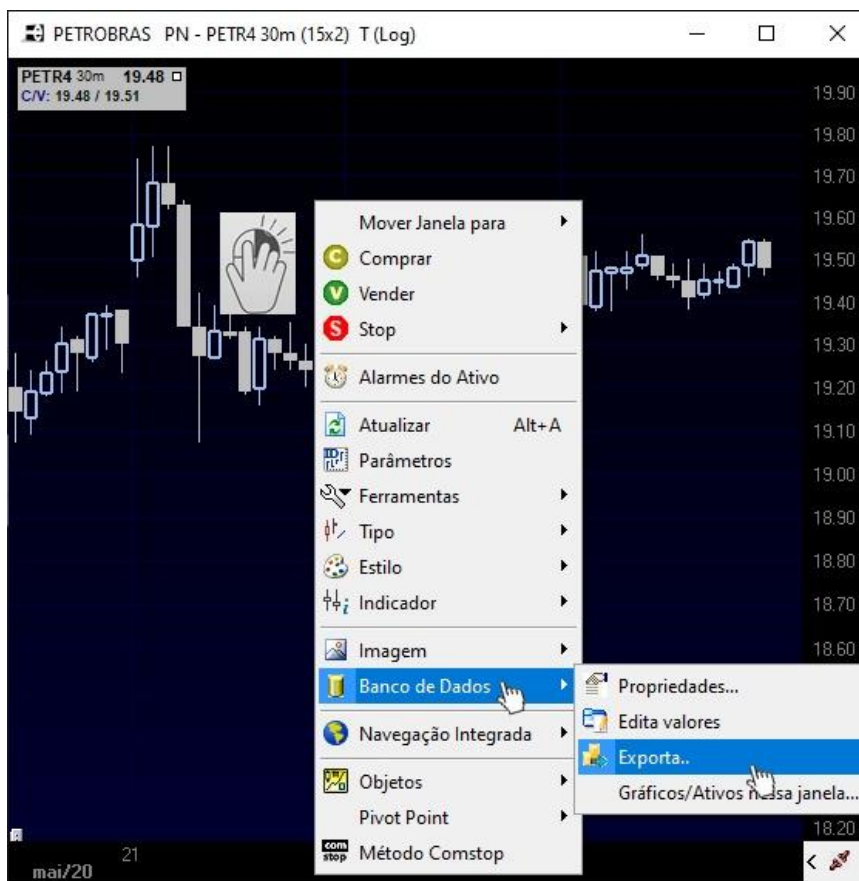 PETROBRAS PN - PETR4 30m (15x2) T (Log)
PETR4 30m 19.48
C/V: 19.48 / 19.51
19.90
19.80
19.70
19.60
19.50
19.40
19.30
19.20
19.10
19.00
18.90
18.80
18.70
18.60
18.20
Mover Janela para
C Comprar
V Vender
S Stop
Alarmes do Ativo
Atualizar Alt+A
Parâmetros
Ferramentas
Tipo
Estilo
Indicador
Imagem
Banco de Dados
Navegação Integrada
Objetos
Pivot Point
com
stop Método Comstop
Propriedades...
Edita valores
Exporta..
Gráficos/Ativos nessa janela...
21
mai/20